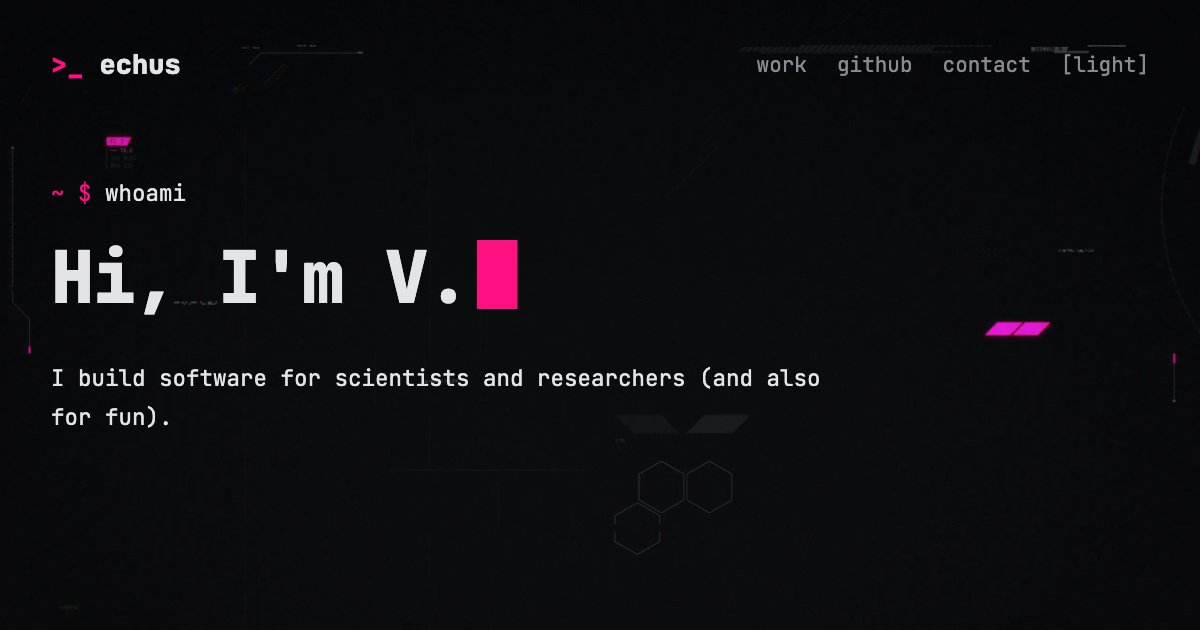 >_ echus
work github contact [light]
~ $ whoami
Hi, I'm V.
I build software for scientists and researchers (and also
for fun).